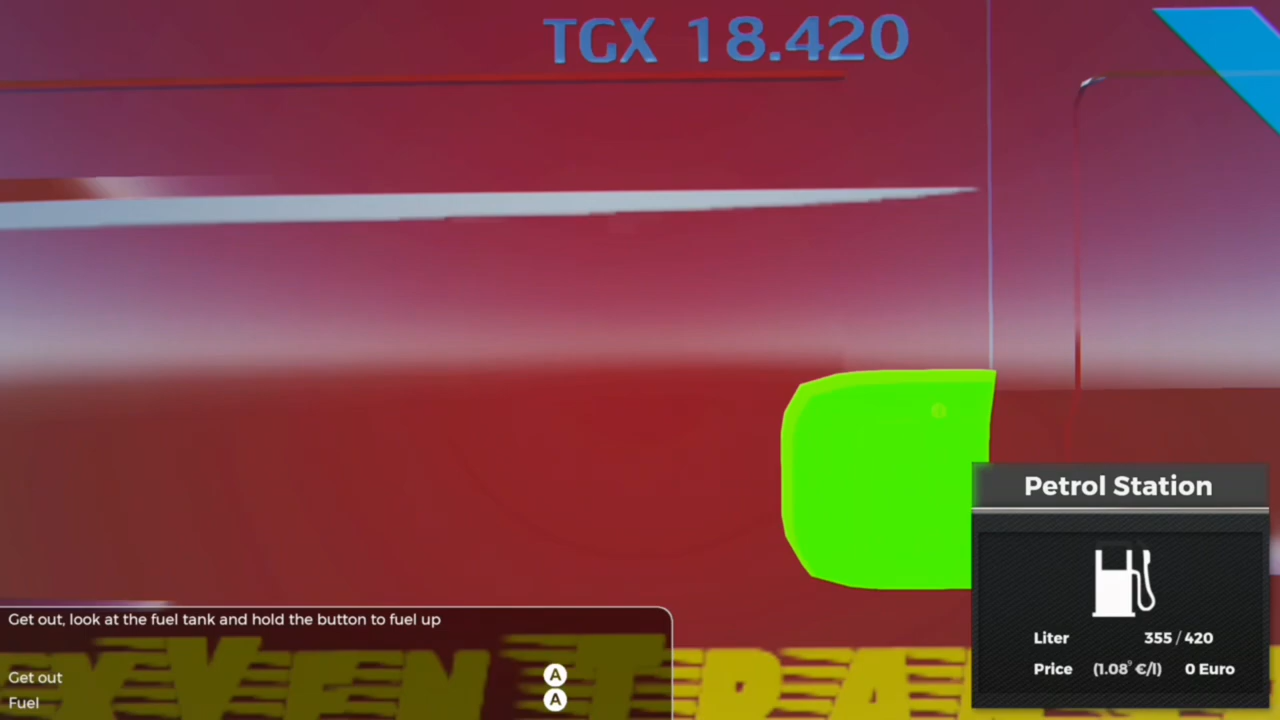 TGX 18.420
Petrol Station
Liter 355 / 420
Price (1.08⁹ €/l) 0 Euro
Get out, look at the fuel tank and hold the button to fuel up
Get out A
Fuel A